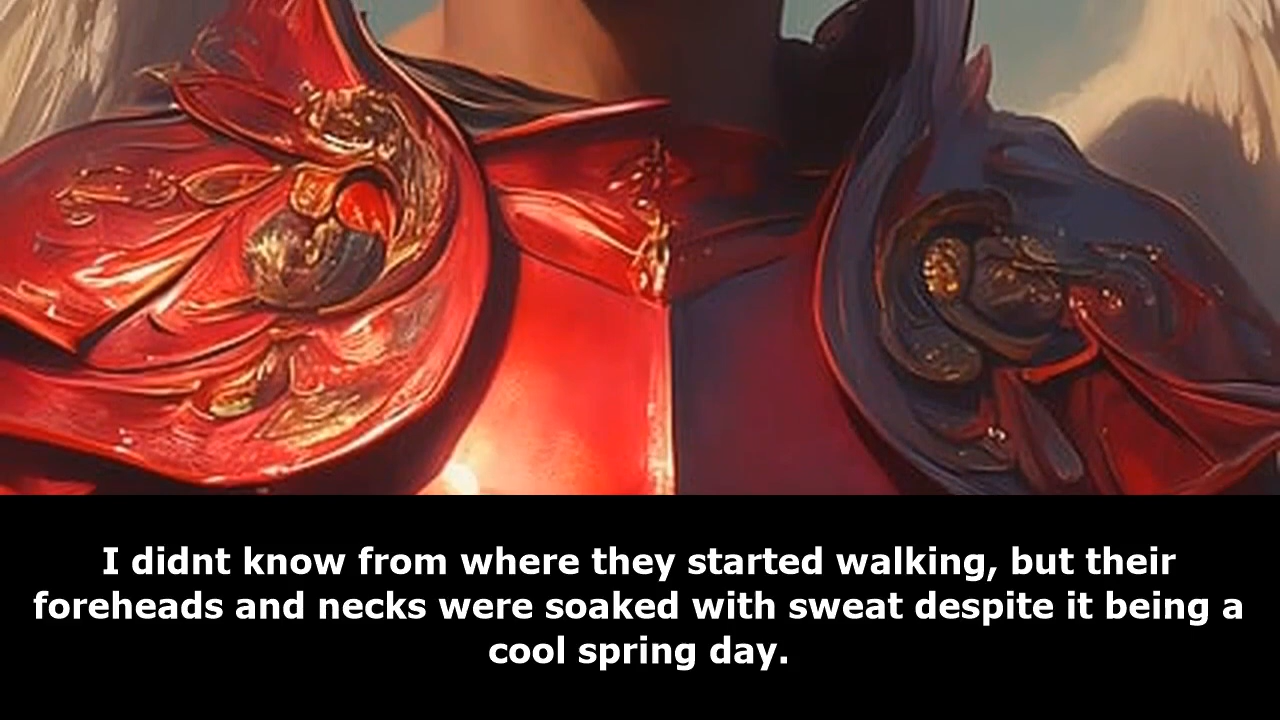 I didnt know from where they started walking, but their
foreheads and necks were soaked with sweat despite it being a
cool spring day.